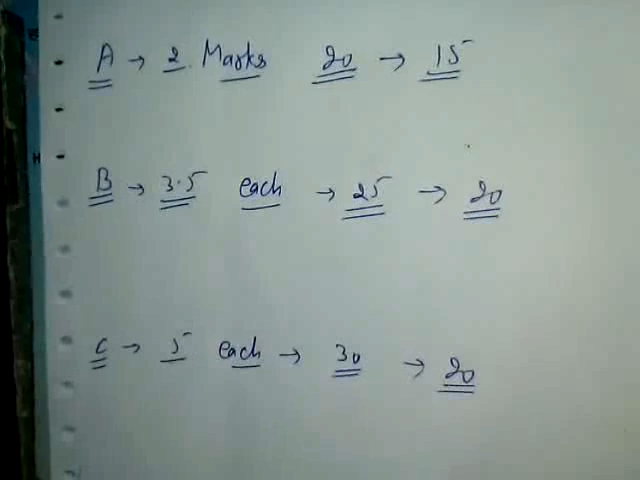 A → 2 Marks 20 → 15
B → 3.5 each → 25 → 20
C → 5 each → 30 → 20